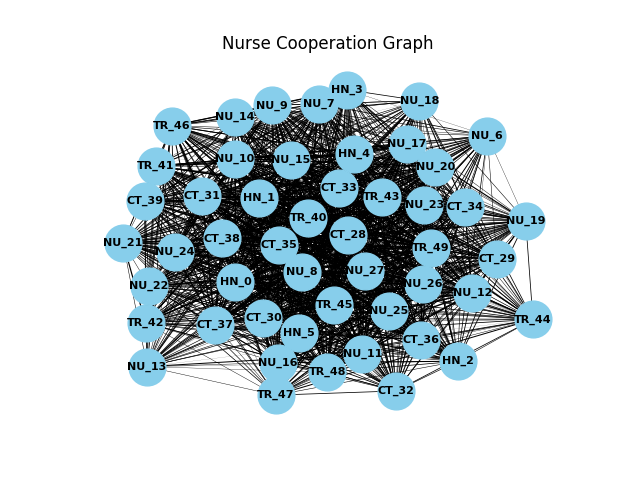 Nurse Cooperation Graph
HN_3
NU_18
NU_9
NU_7
NU_14
TR_46
NU_6
NU_17
HN_4
NU_10
NU_15
TR_41
NU_20
CT_33
CT_31
HN_1
TR_43
CT_39
NU_23
CT_34
TR_40
NU_19
CT_28
CT_38
NU_21
CT_35
TR_49
NU_24
CT_29
NU_8
NU_27
HN_0
NU_26
NU_22
NU_12
TR_45
NU_25
CT_30
TR_44
TR_42
CT_37
HN_5
CT_36
NU_11
HN_2
NU_16
NU_13
TR_48
CT_32
TR_47